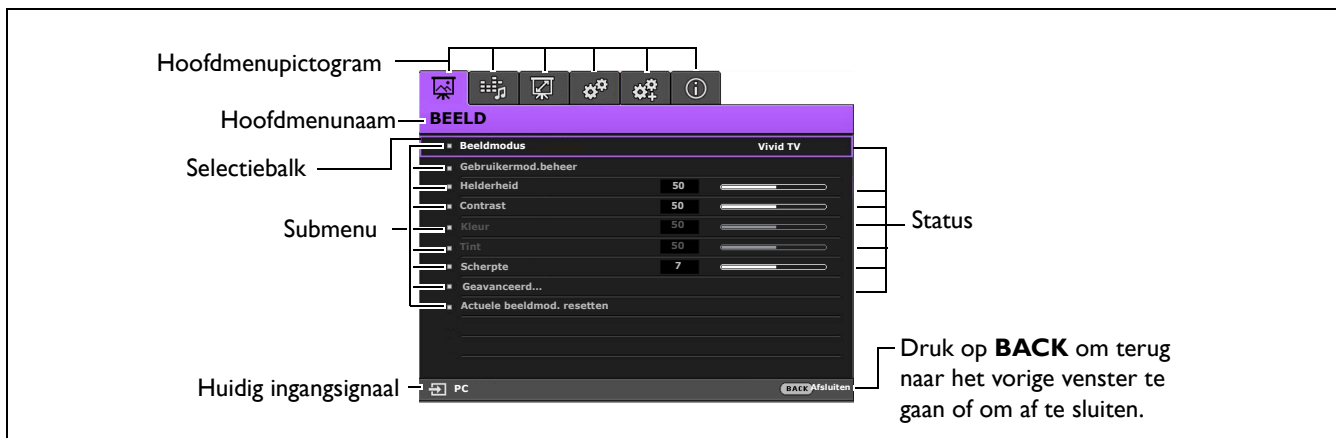 Hoofdmenupictogram
Hoofdmenunaam
BEELD
Selectiebalk
Beeldmodus Vivid TV
Gebruikermod.beheer
Helderheid 50
Contrast 50
Submenu
Kleur 50
Status
Tint 50
Scherpte 7
Geavanceerd...
Actuele beeldmod. resetten
Huidig ingangsignaal
PC
BACK Afsluiten
Druk op BACK om terug
naar het vorige venster te
gaan of om af te sluiten.